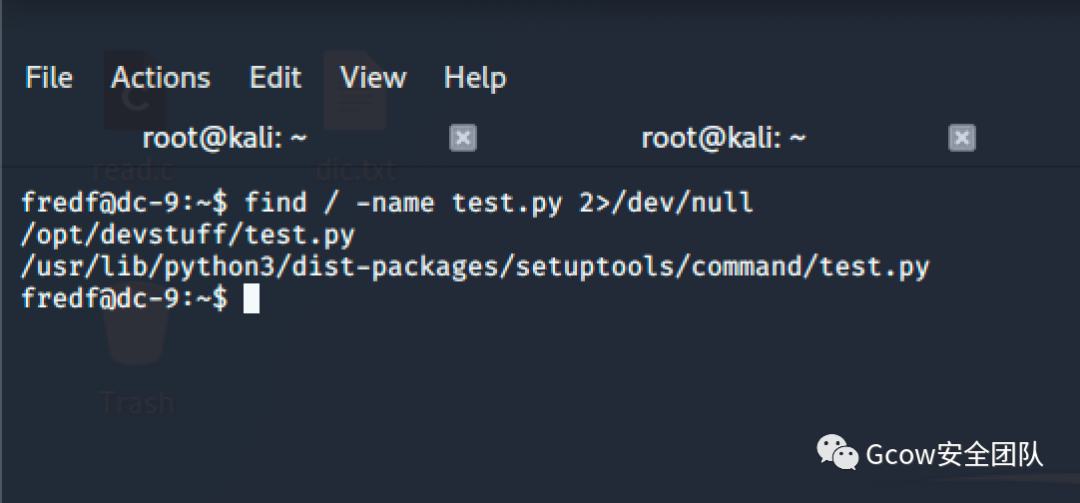 File Actions Edit View Help
root@kali: ~ root@kali: ~
read.c dic.txt
fredf@dc-9:~$ find / -name test.py 2>/dev/null
/opt/devstuff/test.py
/usr/lib/python3/dist-packages/setuptools/command/test.py
fredf@dc-9:~$
Trash
Gcow安全团队